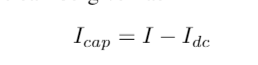 I_{cap} = I - I_{dc}